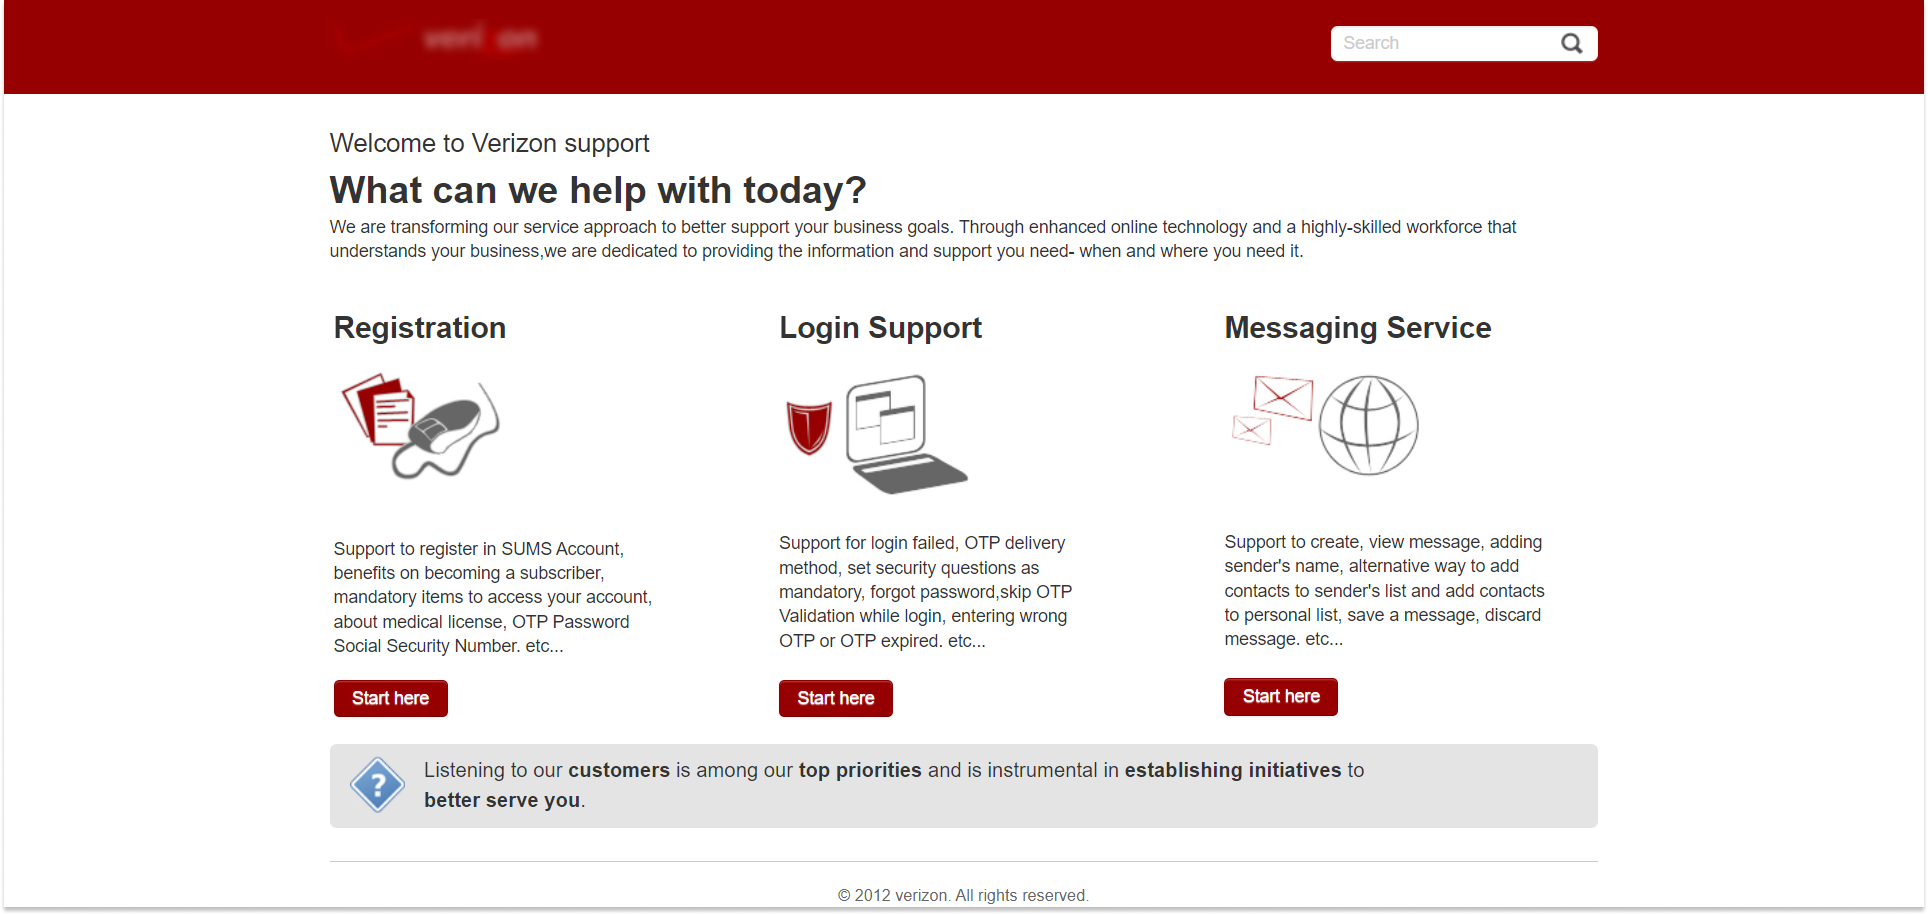 verizon
Search
Welcome to Verizon support
What can we help with today?
We are transforming our service approach to better support your business goals. Through enhanced online technology and a highly-skilled workforce that
understands your business,we are dedicated to providing the information and support you need- when and where you need it.
Registration
Support to register in SUMS Account,
benefits on becoming a subscriber,
mandatory items to access your account,
about medical license, OTP Password
Social Security Number. etc...
Start here
Login Support
Support for login failed, OTP delivery
method, set security questions as
mandatory, forgot password,skip OTP
Validation while login, entering wrong
OTP or OTP expired. etc...
Start here
Messaging Service
Support to create, view message, adding
sender's name, alternative way to add
contacts to sender's list and add contacts
to personal list, save a message, discard
message. etc...
Start here
?
Listening to our customers is among our top priorities and is instrumental in establishing initiatives to
better serve you.
© 2012 verizon. All rights reserved.